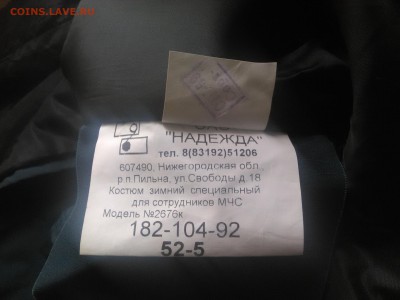 COINS.LAVE.RU
"НАДЕЖДА"
тел. 8(83192)51206
607490, Нижегородская обл.
р.п.Пильна, ул.Свободы д.18
Костюм зимний специальный
для сотрудников МЧС
Модель №2676к
182-104-92
52-5